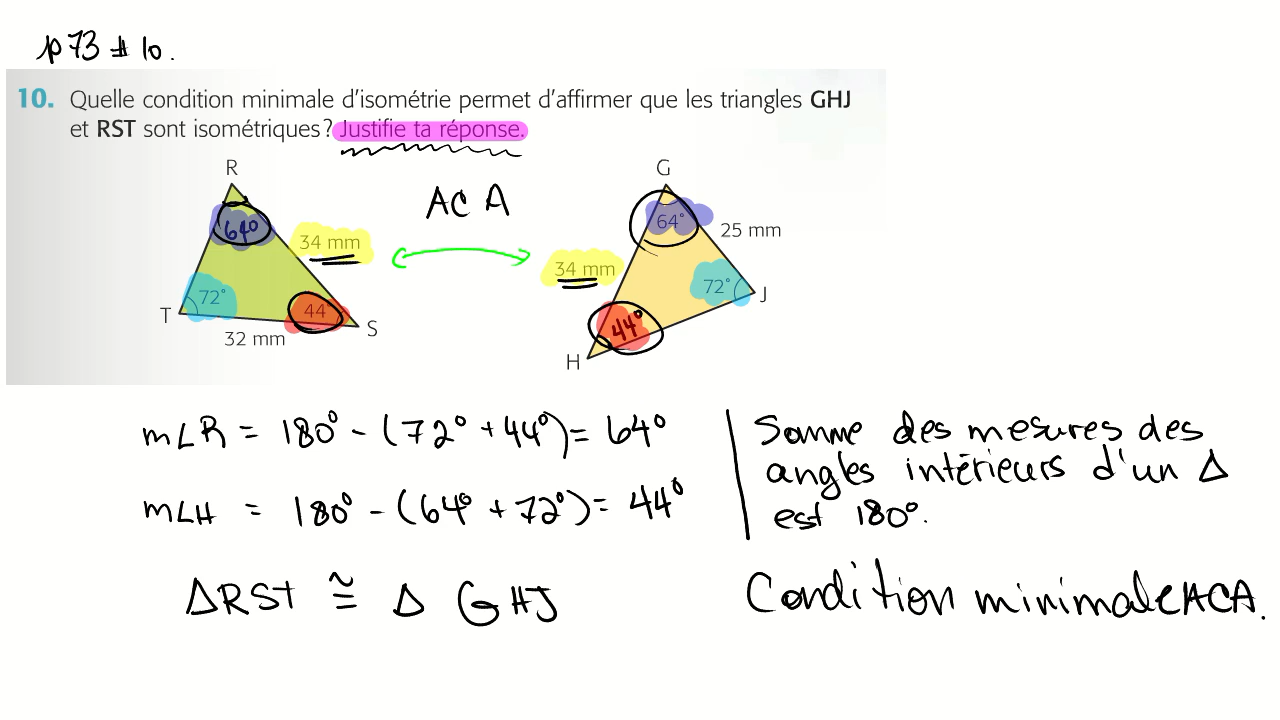 p73 # 10.
10. Quelle condition minimale d'isométrie permet d'affirmer que les triangles GHJ
et RST sont isométriques? Justifie ta réponse.
R
G
ACA
64°
64°
34 mm
25 mm
34 mm
72°
72°
J
T
44°
S
44°
32 mm
H
m∠R = 180° - (72° + 44°) = 64°
m∠H = 180° - (64° + 72°) = 44°
Somme des mesures des
angles intérieurs d'un Δ
est 180°.
ΔRST ≅ Δ GHJ
Condition minimale ACA.